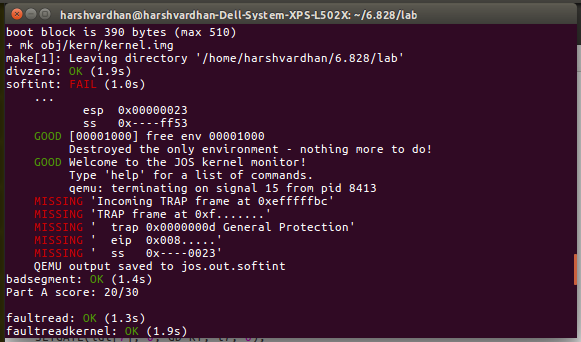 harshvardhan@harshvardhan-Dell-System-XPS-L502X: ~/6.828/lab
boot block is 390 bytes (max 510)
+ mk obj/kern/kernel.img
make[1]: Leaving directory '/home/harshvardhan/6.828/lab'
divzero: OK (1.9s)
softint: FAIL (1.0s)
...
esp  0x00000023
ss   0x----ff53
GOOD [00001000] free env 00001000
Destroyed the only environment - nothing more to do!
GOOD Welcome to the JOS kernel monitor!
Type 'help' for a list of commands.
qemu: terminating on signal 15 from pid 8413
MISSING 'Incoming TRAP frame at 0xefffffbc'
MISSING 'TRAP frame at 0xf.......'
MISSING '  trap 0x0000000d General Protection'
MISSING '  eip  0x008.....'
MISSING '  ss   0x----0023'
QEMU output saved to jos.out.softint
badsegment: OK (1.4s)
Part A score: 20/30
faultread: OK (1.3s)
faultreadkernel: OK (1.9s)